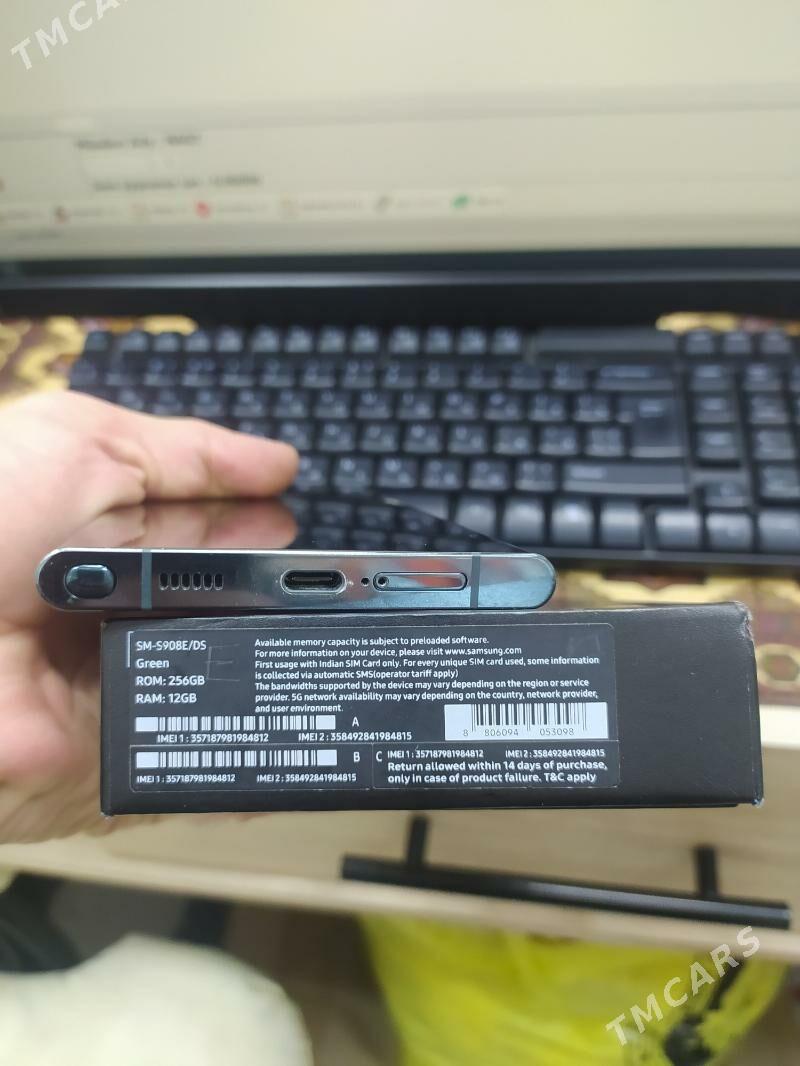 TMCARS
SM-S908E/DS
Green
ROM: 256GB
RAM: 12GB
Available memory capacity is subject to preloaded software.
For more information on your device, please visit www.samsung.com
First usage with Indian SIM Card only. For every unique SIM card used, some information
is collected via automatic SMS(operator tariff apply)
The bandwidths supported by the device may vary depending on the region or service
provider. 5G network availability may vary depending on the country, network provider,
and user environment.
A
IMEI 1 : 357187981984812 IMEI 2 : 358492841984815
8 806094 053098
B
IMEI 1 : 357187981984812 IMEI 2 : 358492841984815
C IMEI 1 : 357187981984812 IMEI 2 : 358492841984815
Return allowed within 14 days of purchase,
only in case of product failure. T&C apply
TMCARS